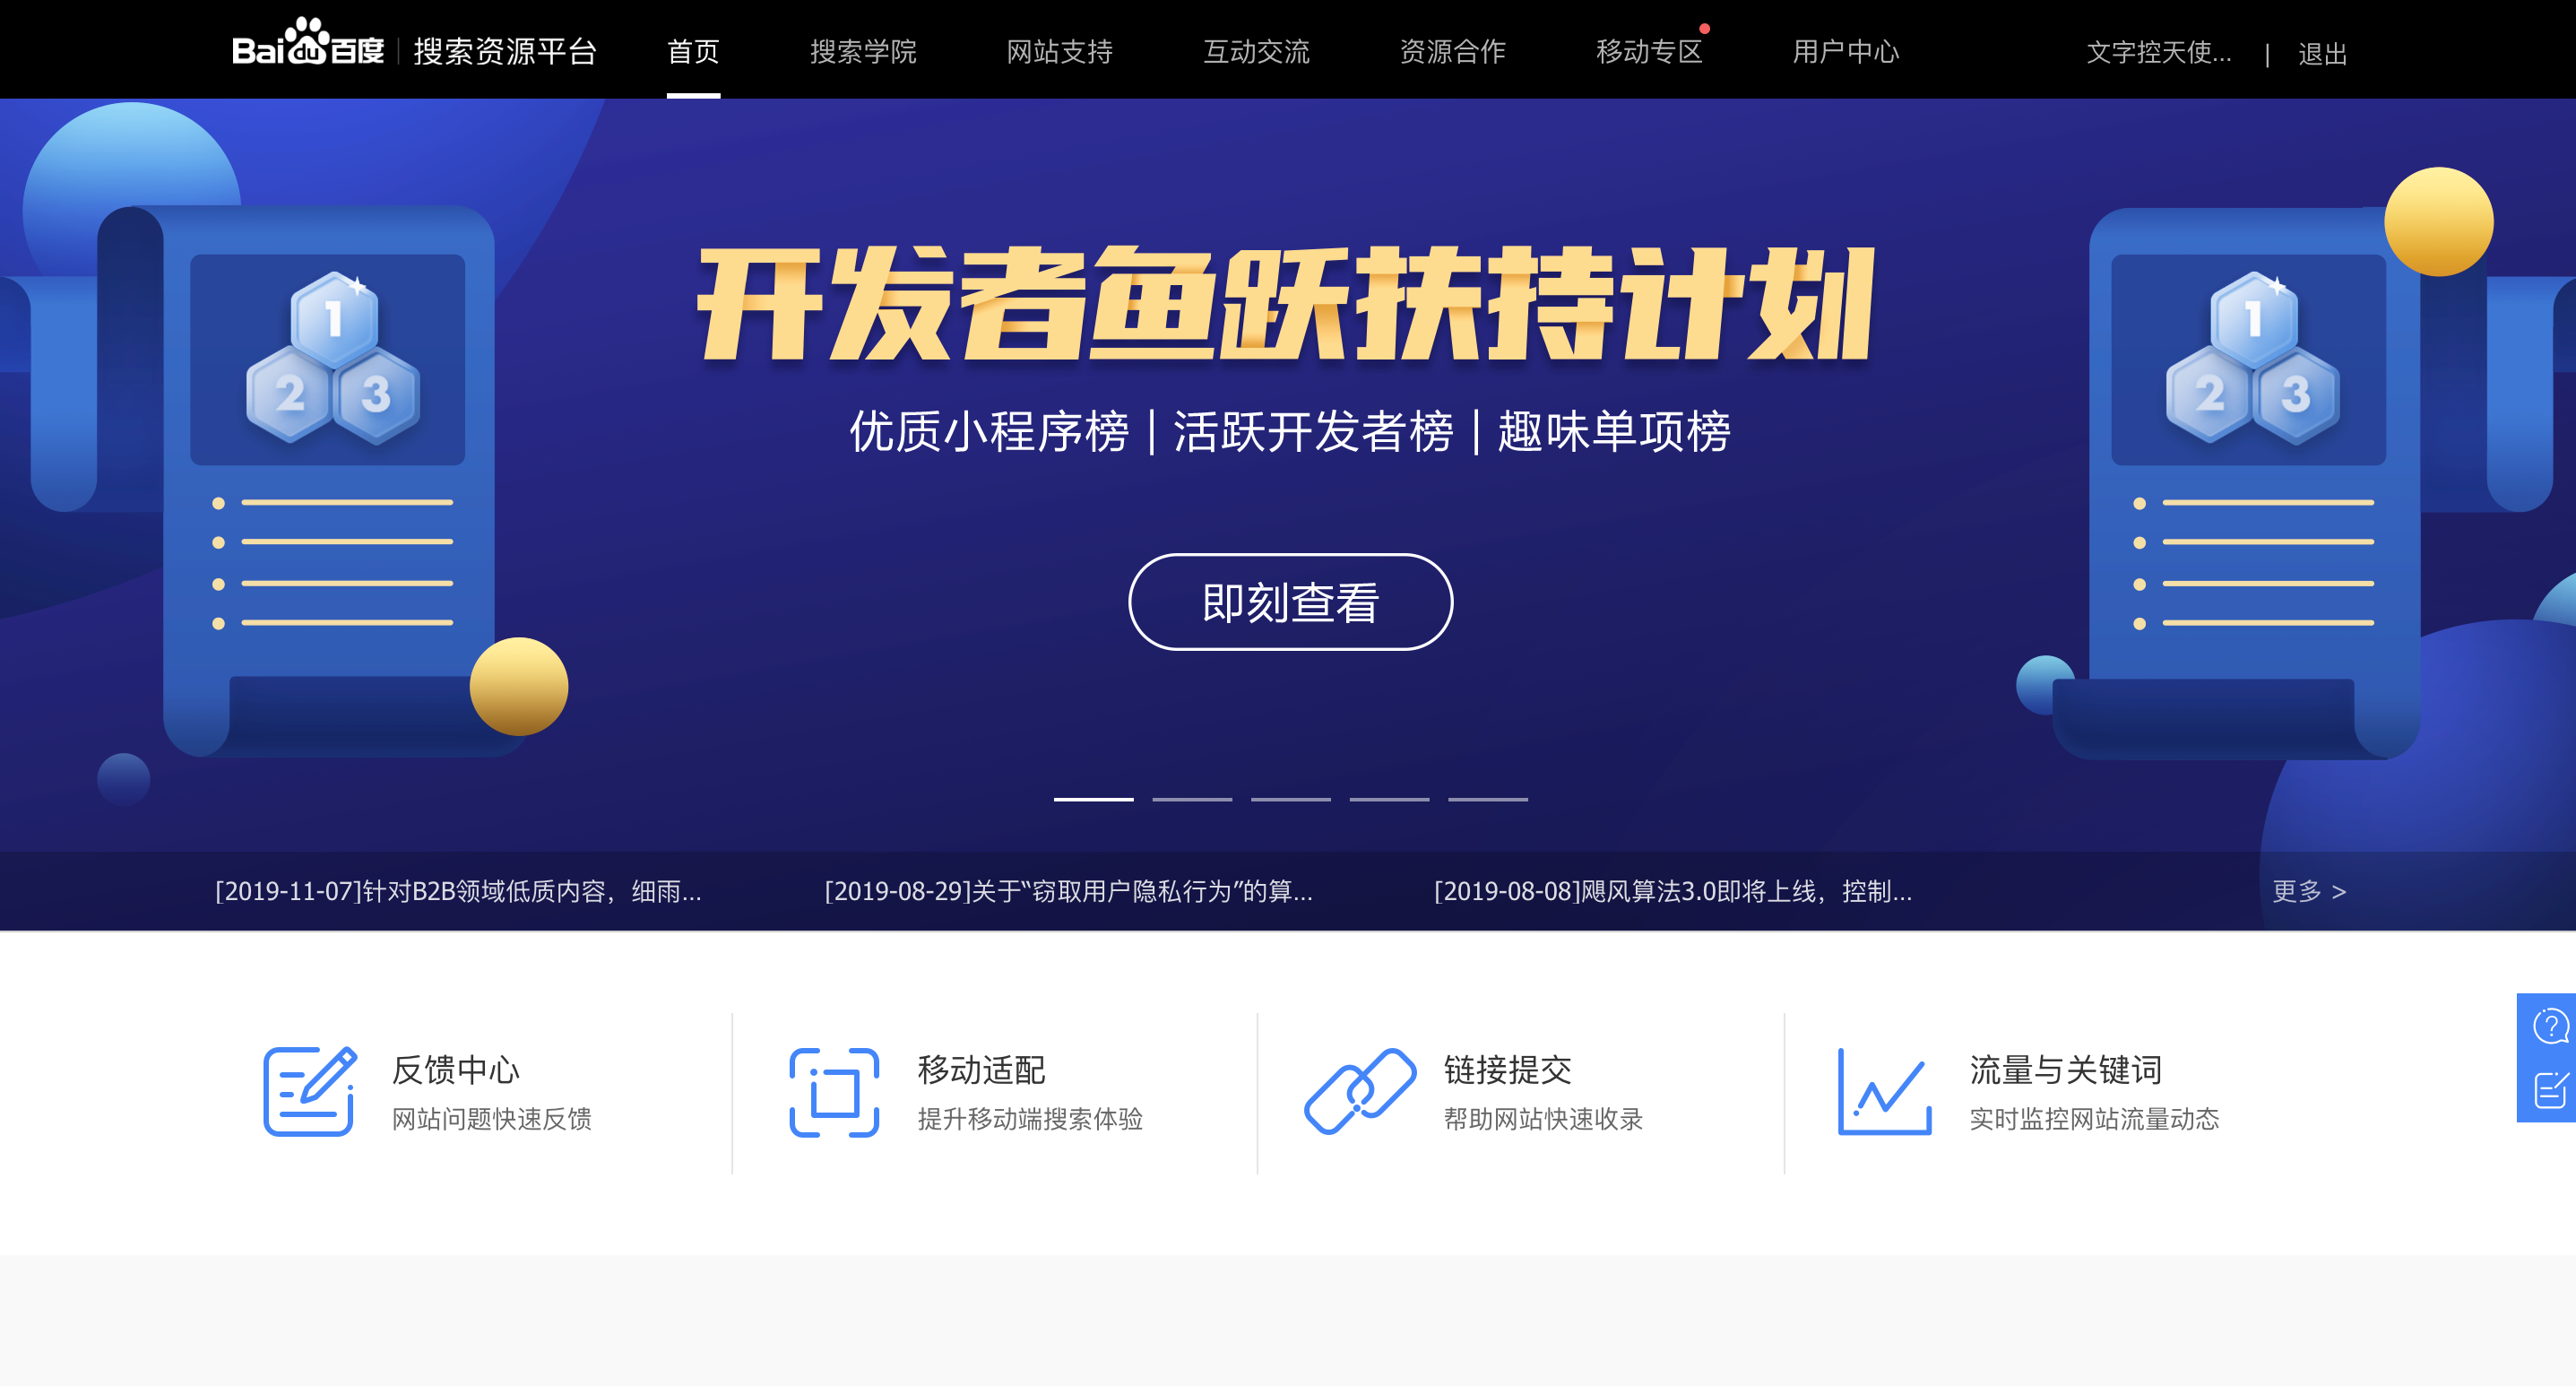 Baidu百度 | 搜索资源平台 首页 搜索学院 网站支持 互动交流 资源合作 移动专区 用户中心 文字控天使... | 退出
开发者鱼跃扶持计划
优质小程序榜 | 活跃开发者榜 | 趣味单项榜
1
2 3
1
2 3
即刻查看
[2019-11-07]针对B2B领域低质内容，细雨... [2019-08-29]关于“窃取用户隐私行为”的算... [2019-08-08]飓风算法3.0即将上线，控制... 更多 >
反馈中心 移动适配 链接提交 流量与关键词
网站问题快速反馈 提升移动端搜索体验 帮助网站快速收录 实时监控网站流量动态